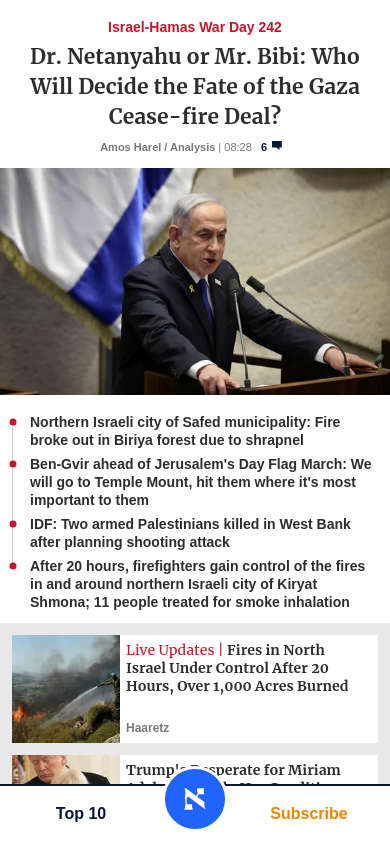 Israel-Hamas War Day 242
Dr. Netanyahu or Mr. Bibi: Who
Will Decide the Fate of the Gaza
Cease-fire Deal?
Amos Harel / Analysis | 08:28 6
Northern Israeli city of Safed municipality: Fire
broke out in Biriya forest due to shrapnel
Ben-Gvir ahead of Jerusalem's Day Flag March: We
will go to Temple Mount, hit them where it's most
important to them
IDF: Two armed Palestinians killed in West Bank
after planning shooting attack
After 20 hours, firefighters gain control of the fires
in and around northern Israeli city of Kiryat
Shmona; 11 people treated for smoke inhalation
Live Updates | Fires in North
Israel Under Control After 20
Hours, Over 1,000 Acres Burned
Haaretz
Trump's Desperate for Miriam
Top 10
Subscribe